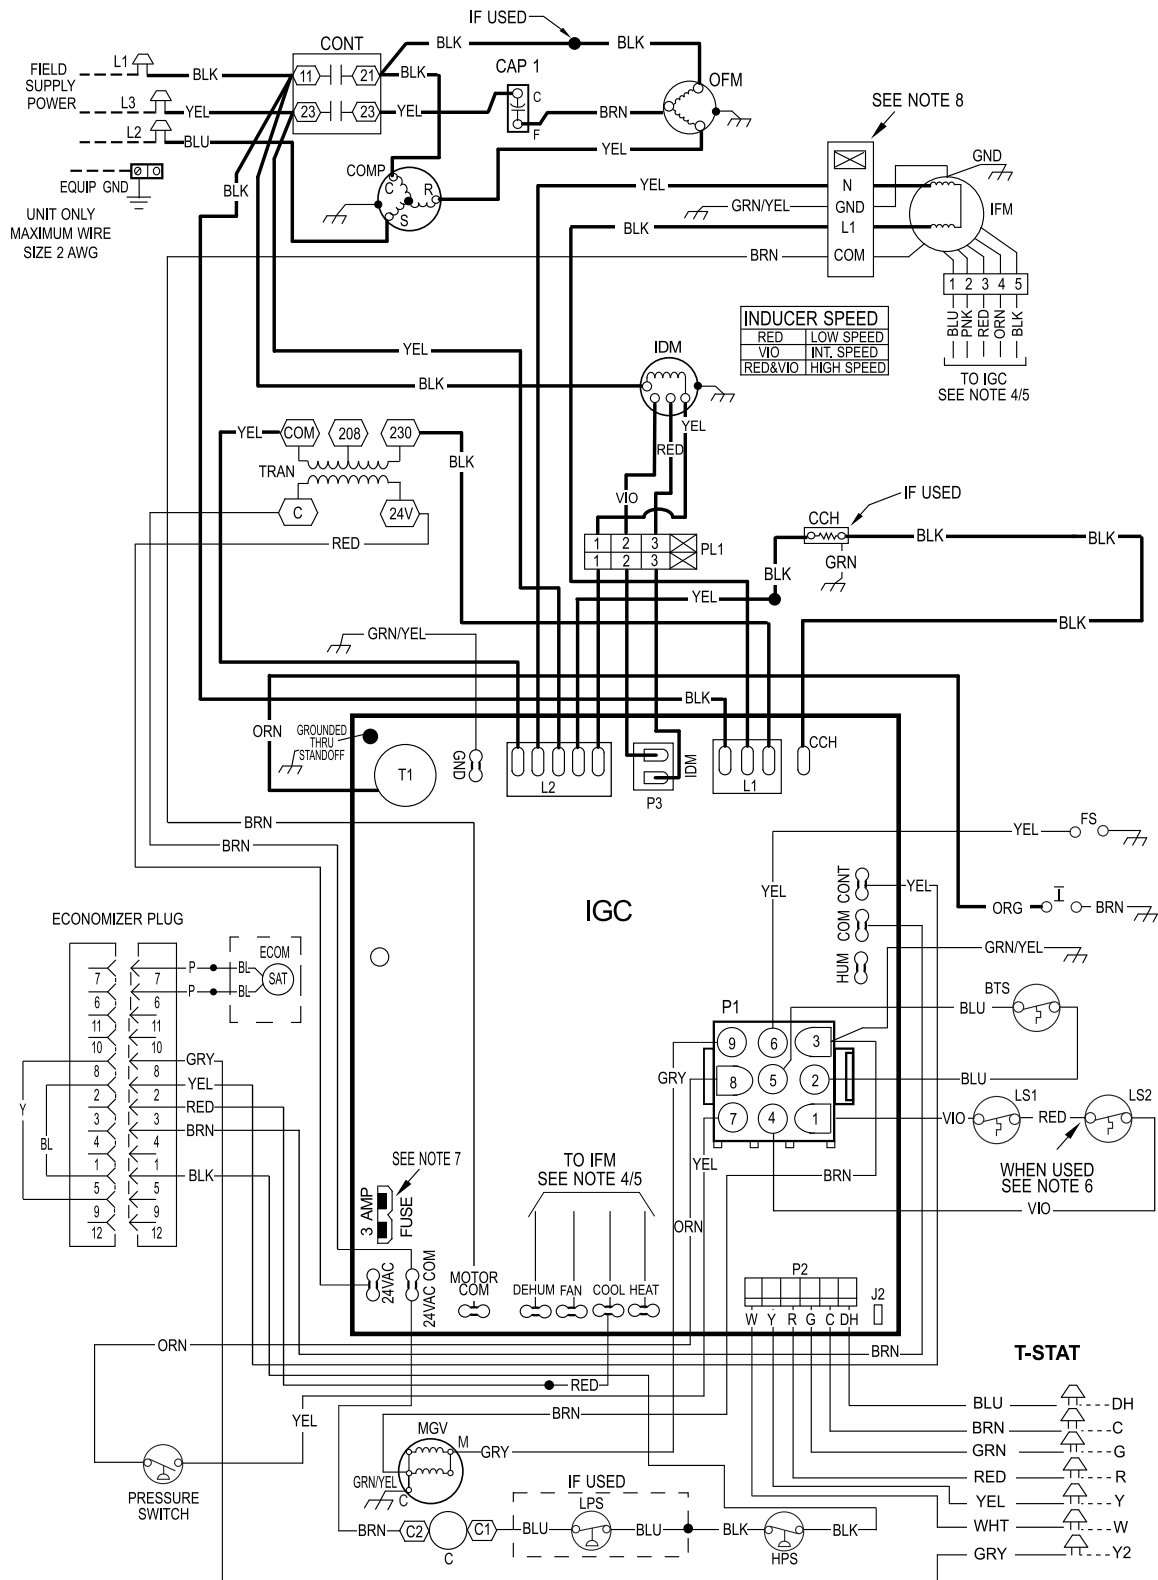 IF USED
CONT
BLK
BLK
FIELD
SUPPLY
POWER
L1
BLK
11
21
BLK
CAP 1
C
F
OFM
L3
YEL
23
23
YEL
BRN
SEE NOTE 8
L2
BLU
YEL
EQUIP GND
UNIT ONLY
MAXIMUM WIRE
SIZE 2 AWG
BLK
COMP
C
R
S
YEL
N
GND
IFM
GRN/YEL
GND
BLK
L1
BRN
COM
1 2 3 4 5
BLU
PNK
RED
ORN
BLK
TO IGC
SEE NOTE 4/5
INDUCER SPEED
RED LOW SPEED
VIO INT. SPEED
RED&VIO HIGH SPEED
YEL
BLK
IDM
YEL
RED
VIO
YEL
COM
208
230
BLK
TRAN
C
24V
RED
1 2 3
PL1
1 2 3
IF USED
CCH
BLK
BLK
GRN
BLK
YEL
BLK
GRN/YEL
BLK
ORN
GROUNDED
THRU
STANDOFF
T1
GND
L2
P3
IDM
L1
CCH
BRN
BRN
YEL
FS
YEL
CONT
YEL
COM
HUM
ORG
BRN
GRN/YEL
IGC
ECONOMIZER PLUG
ECOM
SAT
P
BL
P
BL
7 7
6 6
11 11
10 10
8 8
2 2
3 3
4 4
1 1
5 5
9 9
12 12
GRY
YEL
RED
BRN
BLK
Y
BL
P1
9 6 3
8 5 2
7 4 1
GRY
YEL
ORN
BRN
BTS
BLU
BLU
LS1
LS2
VIO
RED
WHEN USED
SEE NOTE 6
VIO
SEE NOTE 7
3 AMP
FUSE
24VAC
24VAC COM
TO IFM
SEE NOTE 4/5
MOTOR
COM
DEHUM
FAN
COOL
HEAT
P2
W Y R G C DH
J2
ORN
BRN
RED
YEL
BRN
T-STAT
BLU DH
BRN C
GRN G
RED R
YEL Y
WHT W
GRY Y2
PRESSURE
SWITCH
MGV
M
GRY
GRN/YEL
C
IF USED
LPS
BRN
C2
C1
C
BLU
BLU
BLK
BLK
HPS